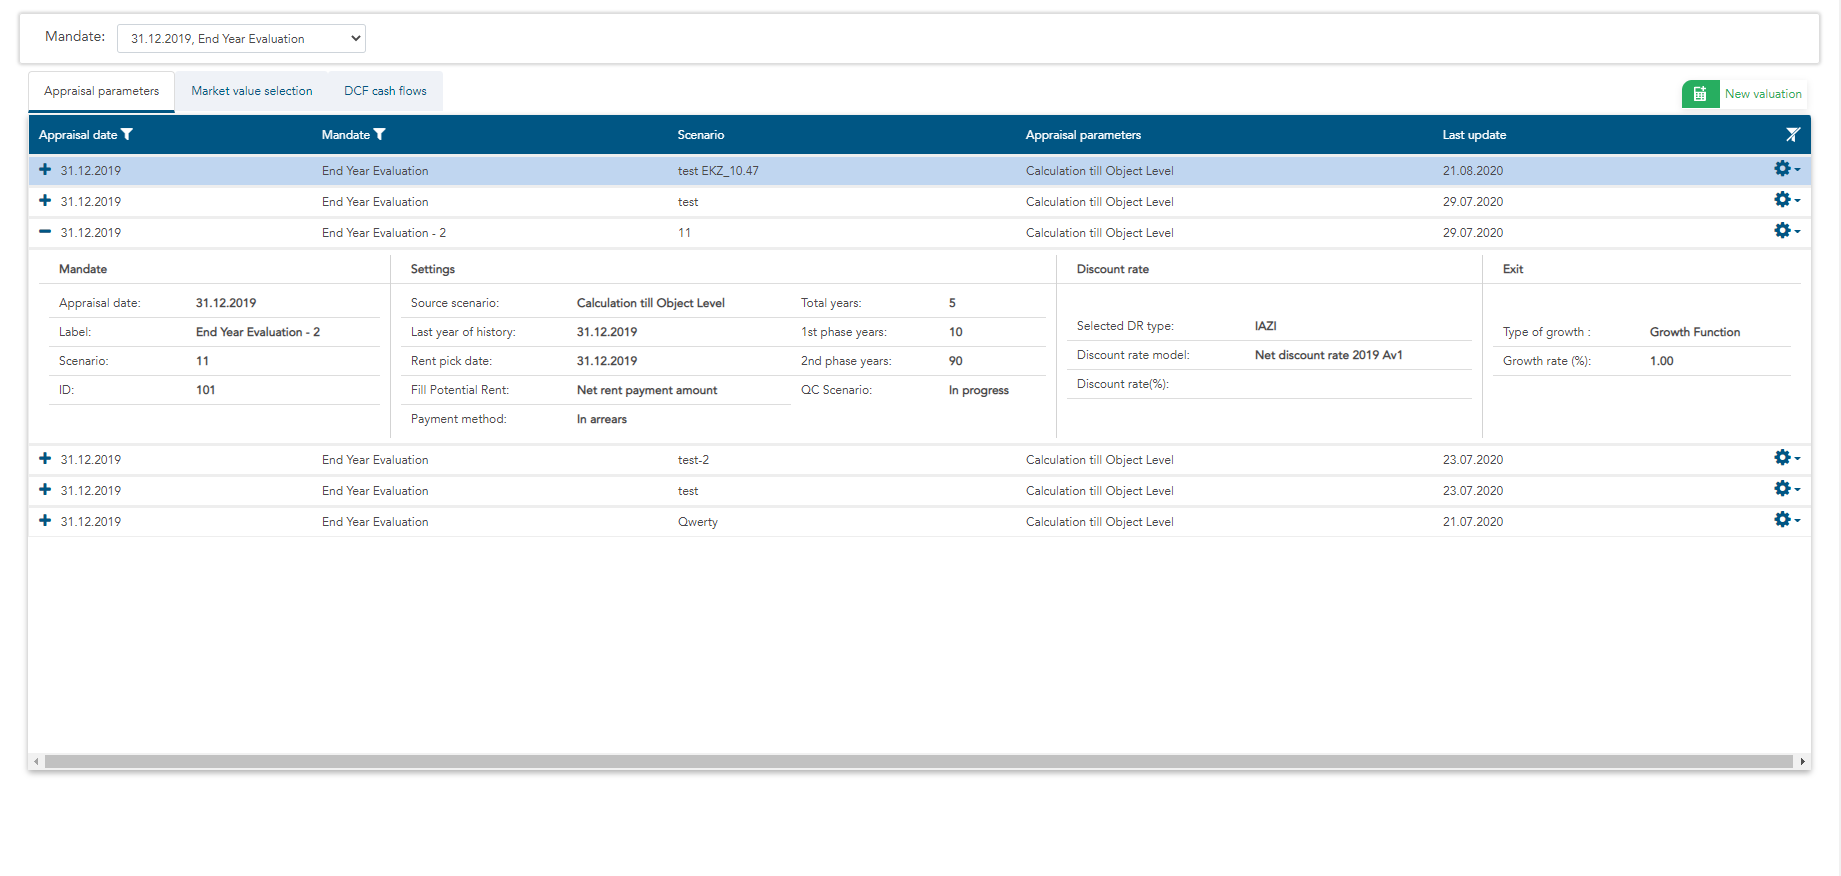 Mandate: 31.12.2019, End Year Evaluation
Appraisal parameters Market value selection DCF cash flows
New valuation
Appraisal date Mandate Scenario Appraisal parameters Last update
31.12.2019 End Year Evaluation test EKZ_10.47 Calculation till Object Level 21.08.2020
31.12.2019 End Year Evaluation test Calculation till Object Level 29.07.2020
31.12.2019 End Year Evaluation - 2 11 Calculation till Object Level 29.07.2020
Mandate
Appraisal date: 31.12.2019
Label: End Year Evaluation - 2
Scenario: 11
ID: 101
Settings
Source scenario: Calculation till Object Level
Last year of history: 31.12.2019
Rent pick date: 31.12.2019
Fill Potential Rent: Net rent payment amount
Payment method: In arrears
Total years: 5
1st phase years: 10
2nd phase years: 90
QC Scenario: In progress
Discount rate
Selected DR type: IAZI
Discount rate model: Net discount rate 2019 Av1
Discount rate(%):
Exit
Type of growth : Growth Function
Growth rate (%): 1.00
31.12.2019 End Year Evaluation test-2 Calculation till Object Level 23.07.2020
31.12.2019 End Year Evaluation test Calculation till Object Level 23.07.2020
31.12.2019 End Year Evaluation Qwerty Calculation till Object Level 21.07.2020